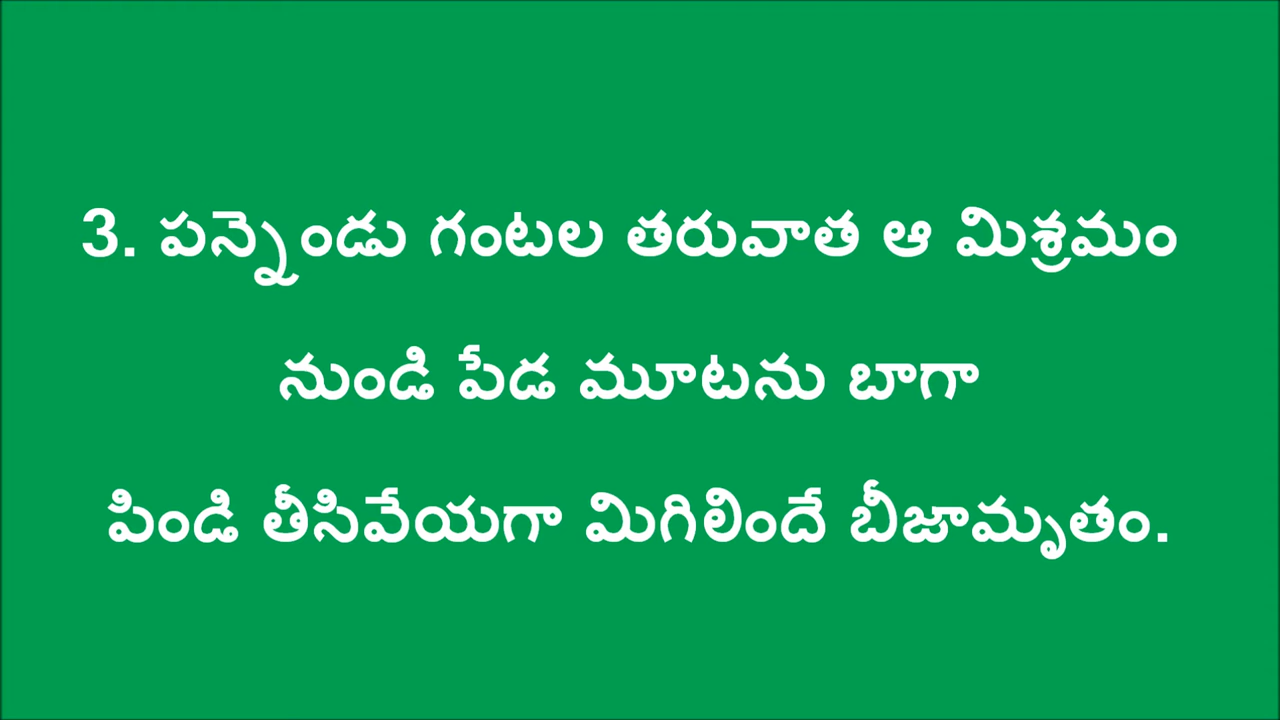 3. పన్నెండు గంటల తరువాత ఆ మిశ్రమం
నుండి పేడ మూటను బాగా
పిండి తీసివేయగా మిగిలిందే బీజామృతం.